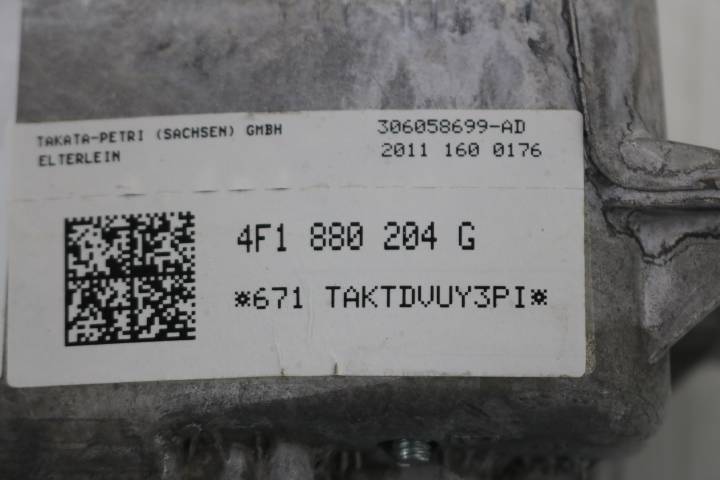 TAKATA-PETRI (SACHSEN) GMBH
ELTERLEIN
306058699-AD
2011 160 0176
4F1 880 204 G
*671 TAKTDVUY3PI*